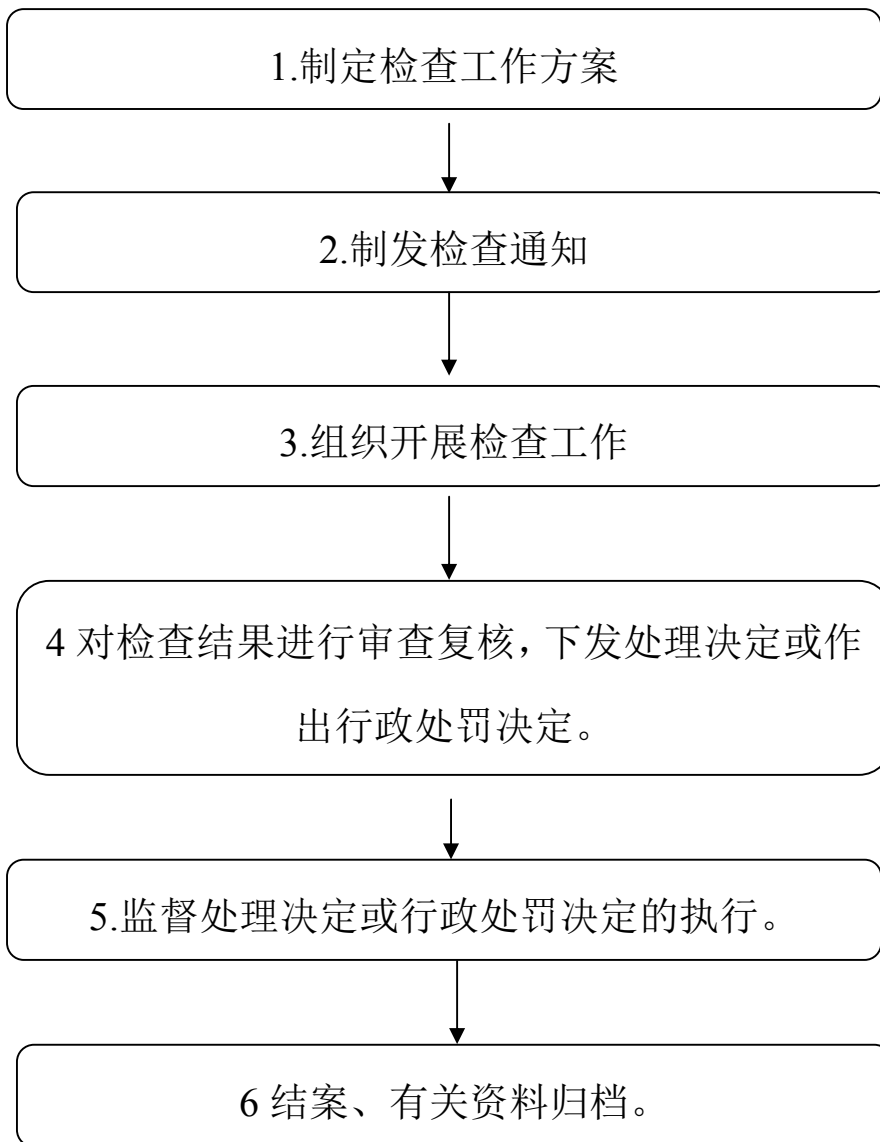 1.制定检查工作方案
2.制发检查通知
3.组织开展检查工作
4 对检查结果进行审查复核，下发处理决定或作
出行政处罚决定。
5.监督处理决定或行政处罚决定的执行。
6 结案、有关资料归档。